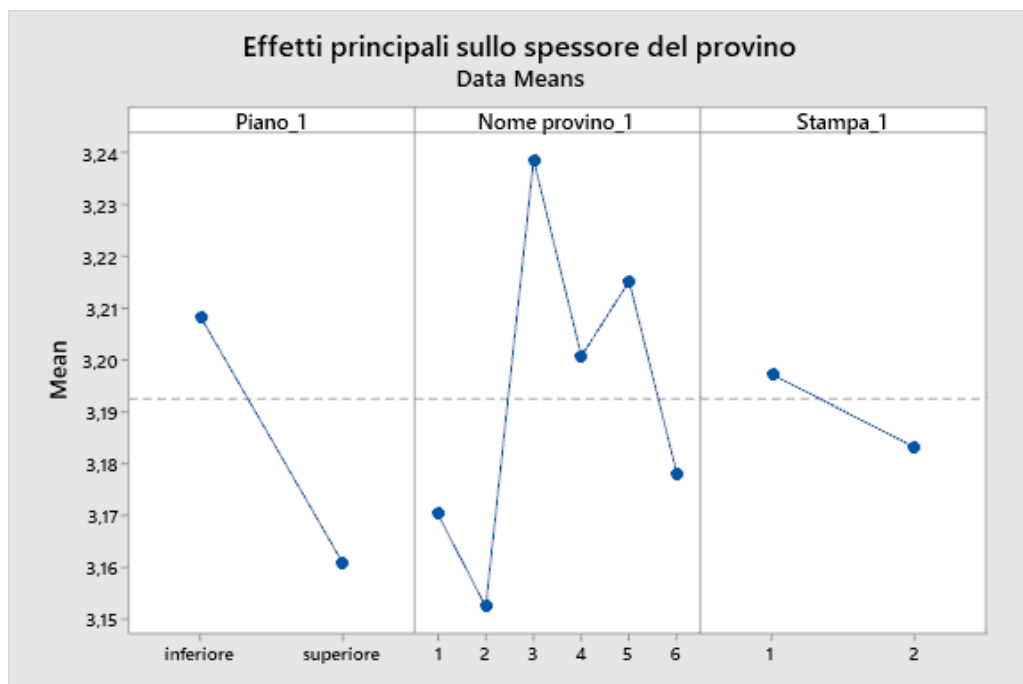 Effetti principali sullo spessore del provino
Data Means
Piano_1 Nome provino_1 Stampa_1
Mean
3,24
3,23
3,22
3,21
3,20
3,19
3,18
3,17
3,16
3,15
inferiore superiore 1 2 3 4 5 6 1 2